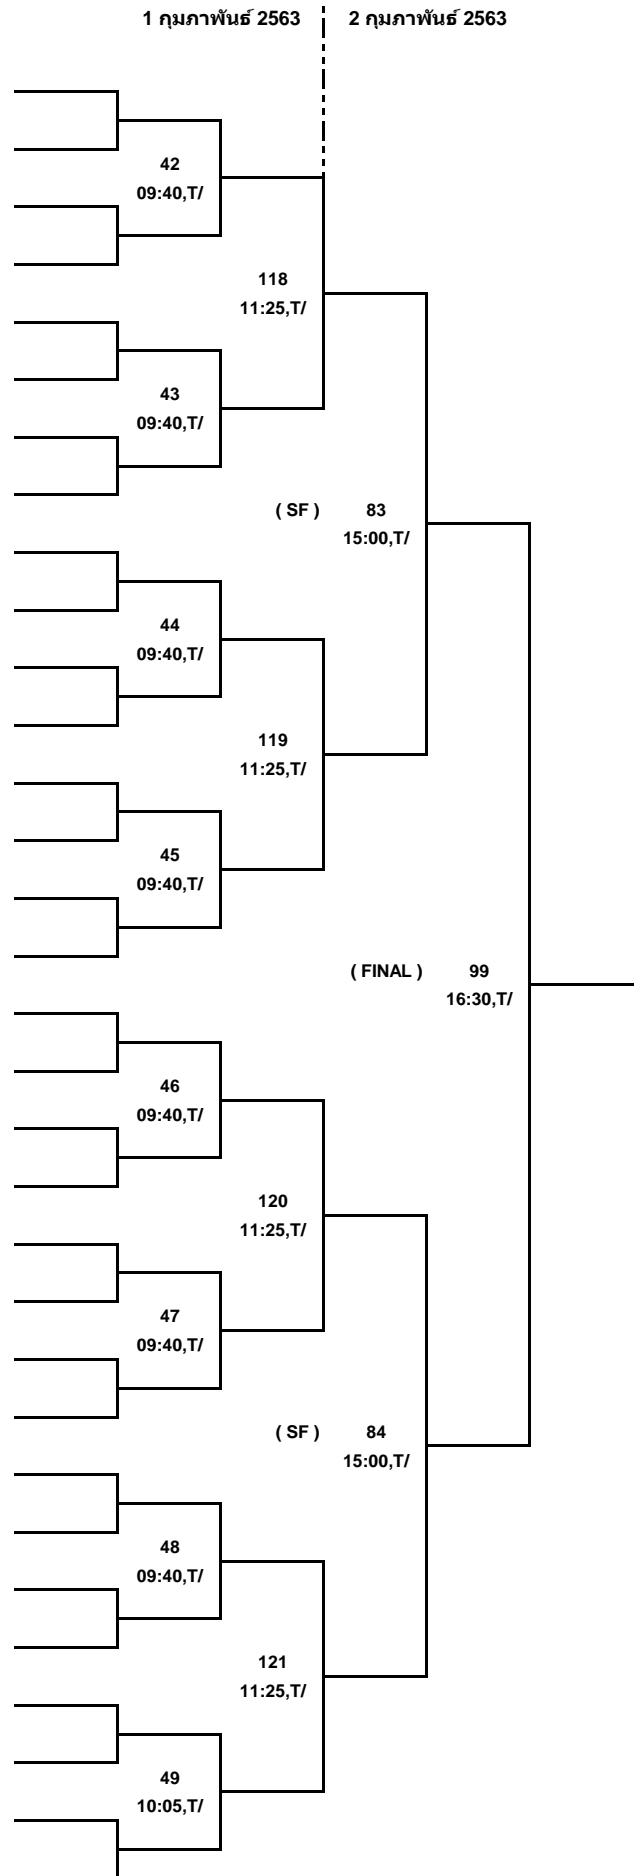 1 กุมภาพันธ์ 2563 2 กุมภาพันธ์ 2563
42
09:40,T/
118
11:25,T/
43
09:40,T/
( SF ) 83
15:00,T/
44
09:40,T/
119
11:25,T/
45
09:40,T/
( FINAL ) 99
16:30,T/
46
09:40,T/
120
11:25,T/
47
09:40,T/
( SF ) 84
15:00,T/
48
09:40,T/
121
11:25,T/
49
10:05,T/